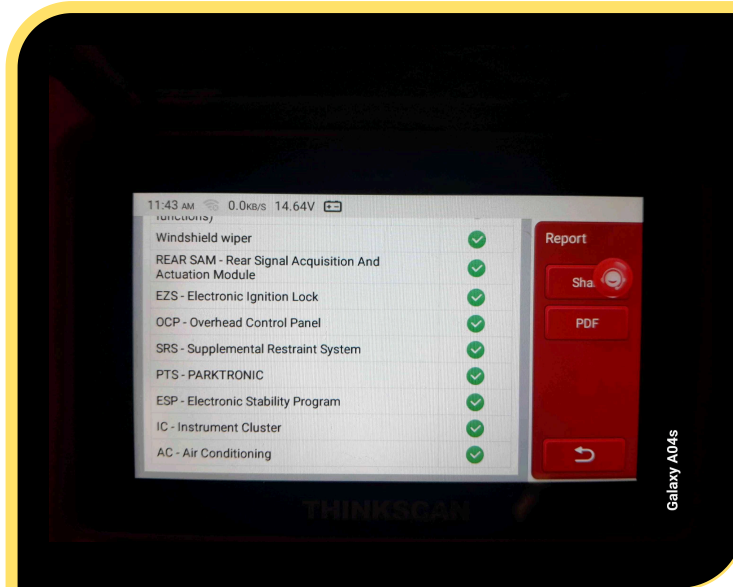 11:43 AM 0.0KB/S 14.64V
functions)
Windshield wiper
REAR SAM - Rear Signal Acquisition And
Actuation Module
EZS - Electronic Ignition Lock
OCP - Overhead Control Panel
SRS - Supplemental Restraint System
PTS - PARKTRONIC
ESP - Electronic Stability Program
IC - Instrument Cluster
AC - Air Conditioning
Report
Sha
PDF
THINKSCAN
Galaxy A04s